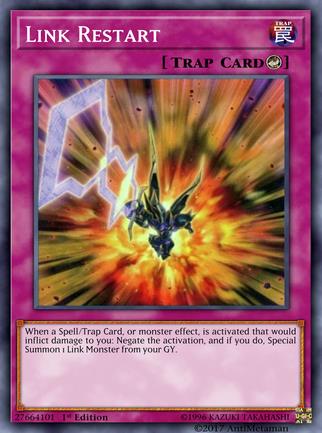 LINK RESTART
TRAP
罠
[TRAP CARD]
When a Spell/Trap Card, or monster effect, is activated that would
inflict damage to you: Negate the activation, and if you do, Special
Summon 1 Link Monster from your GY.
27664101 1st Edition
©1996 KAZUKI TAKAHASHI
©2017 AntiMetaman